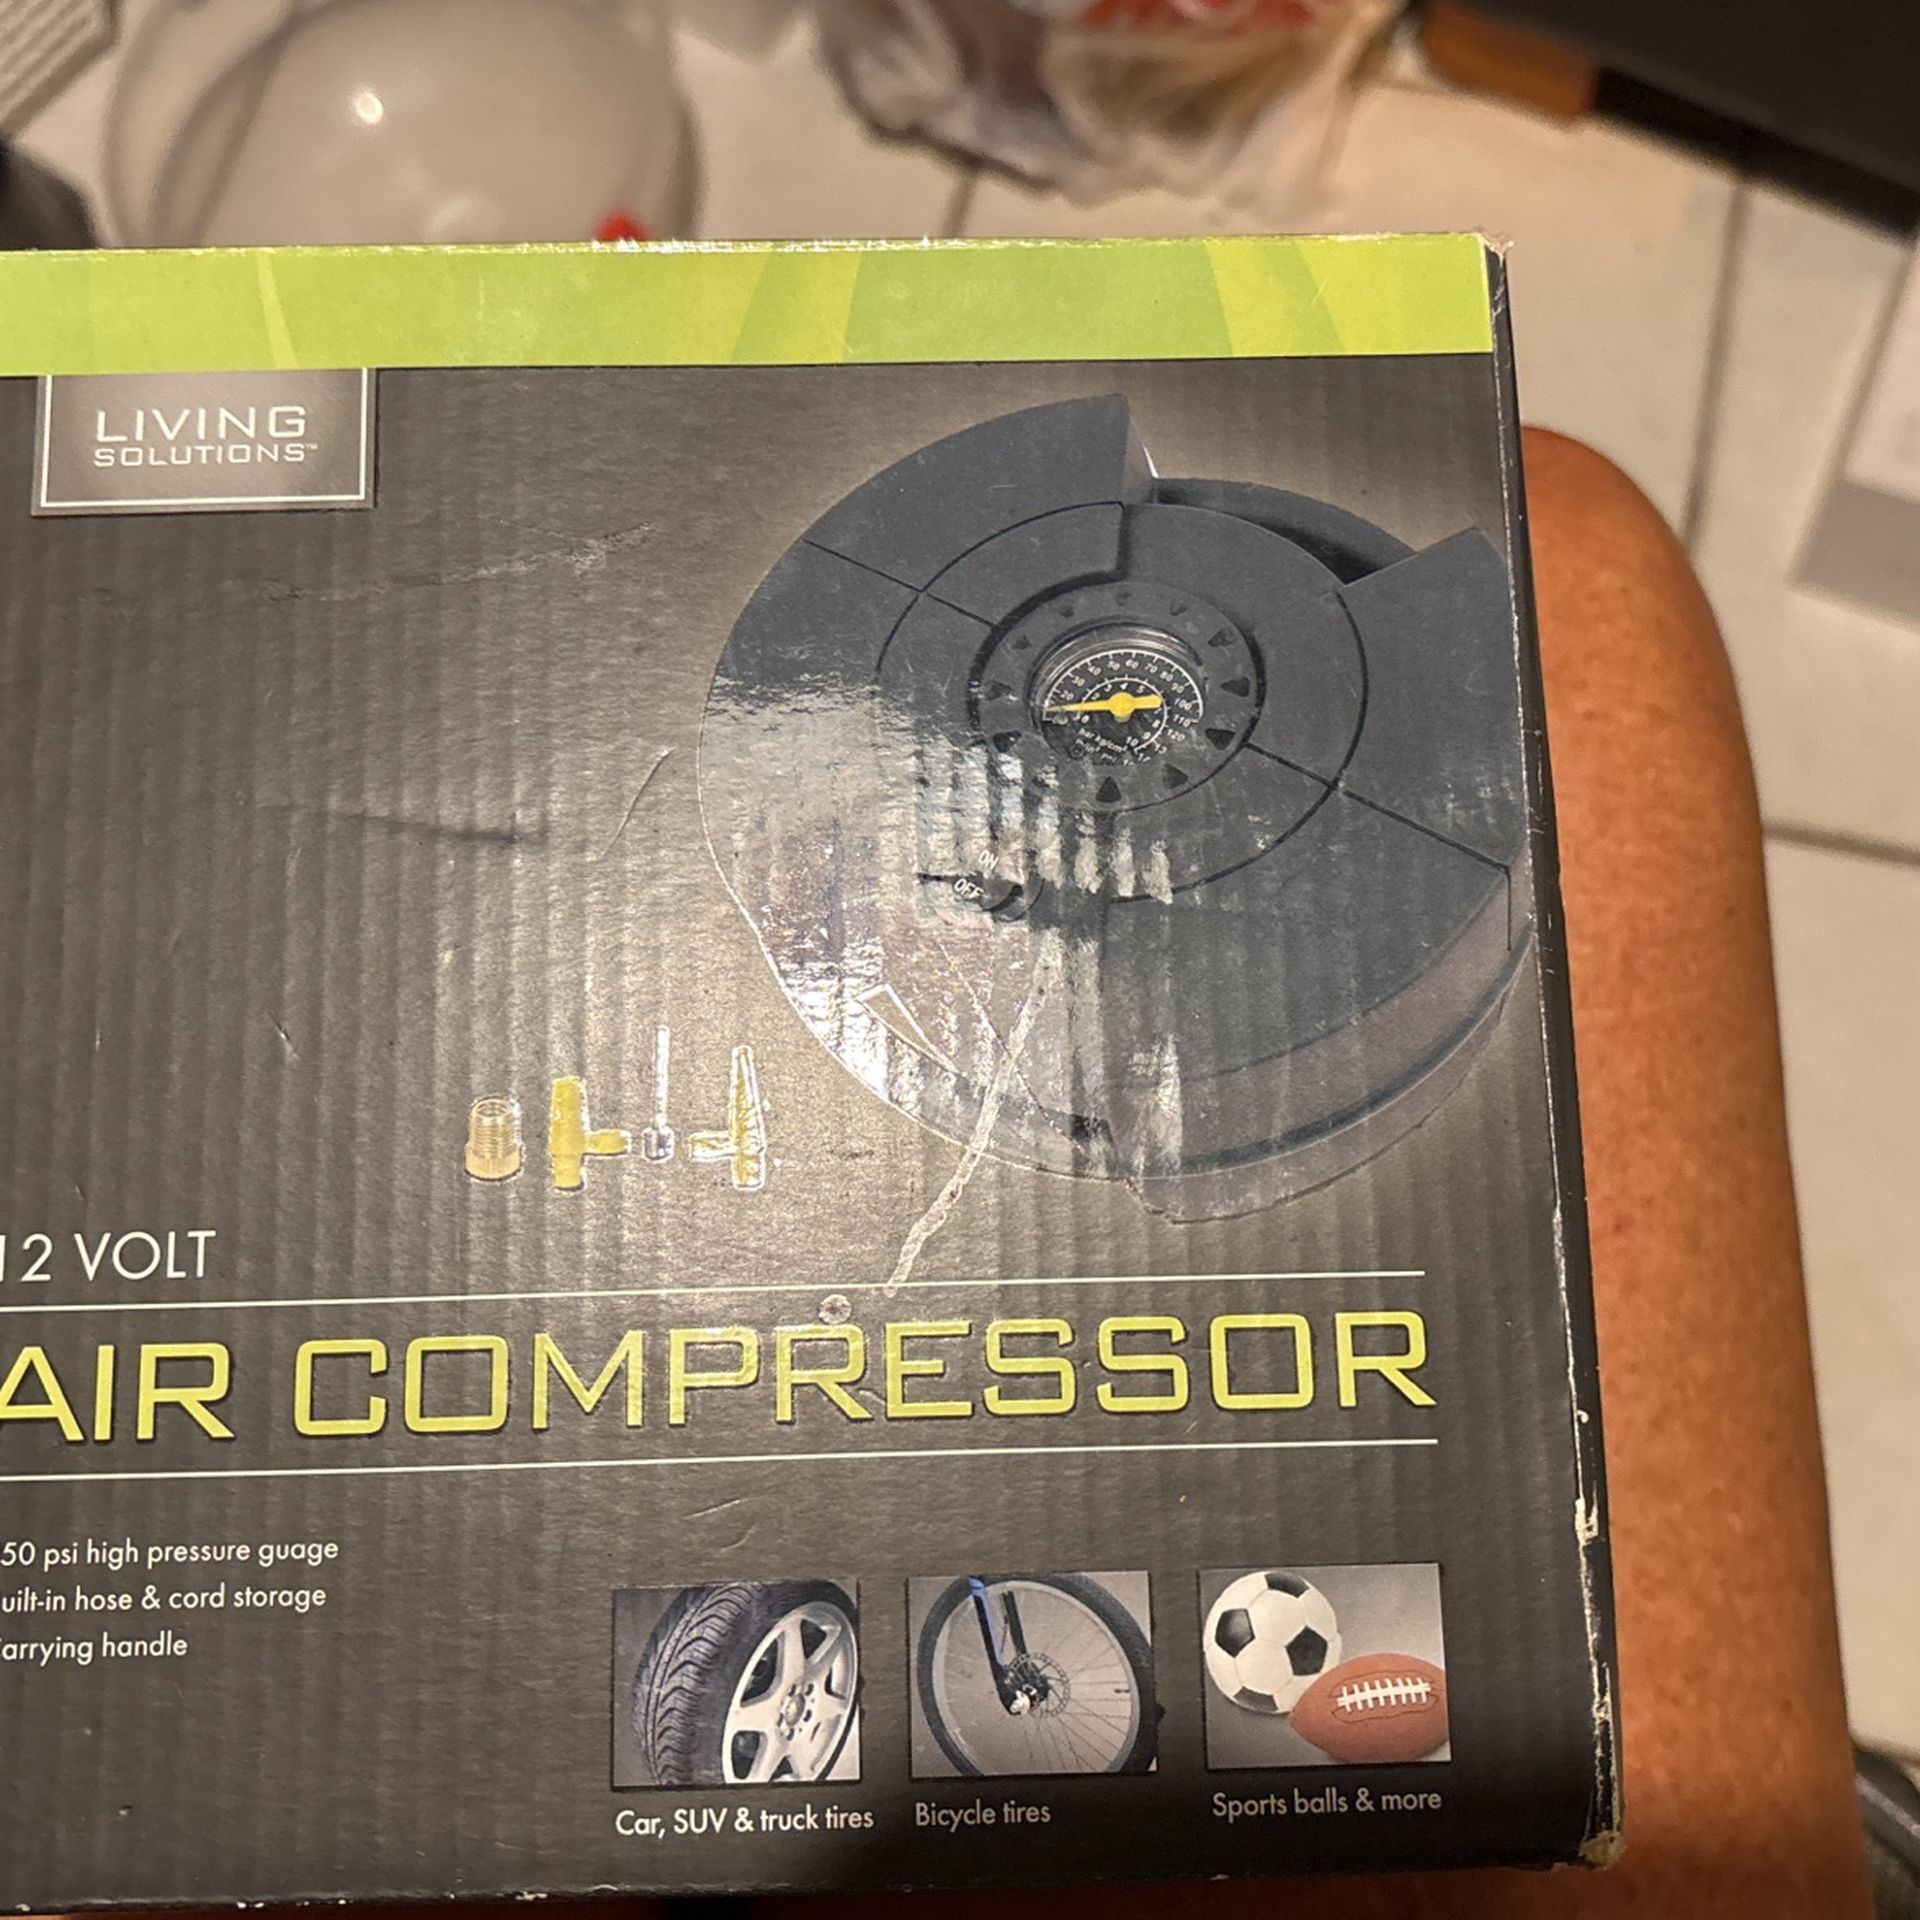 LIVING
SOLUTIONS™
ON
OFF
12 VOLT
AIR COMPRESSOR
50 psi high pressure guage
uilt-in hose & cord storage
arrying handle
Car, SUV & truck tires
Bicycle tires
Sports balls & more